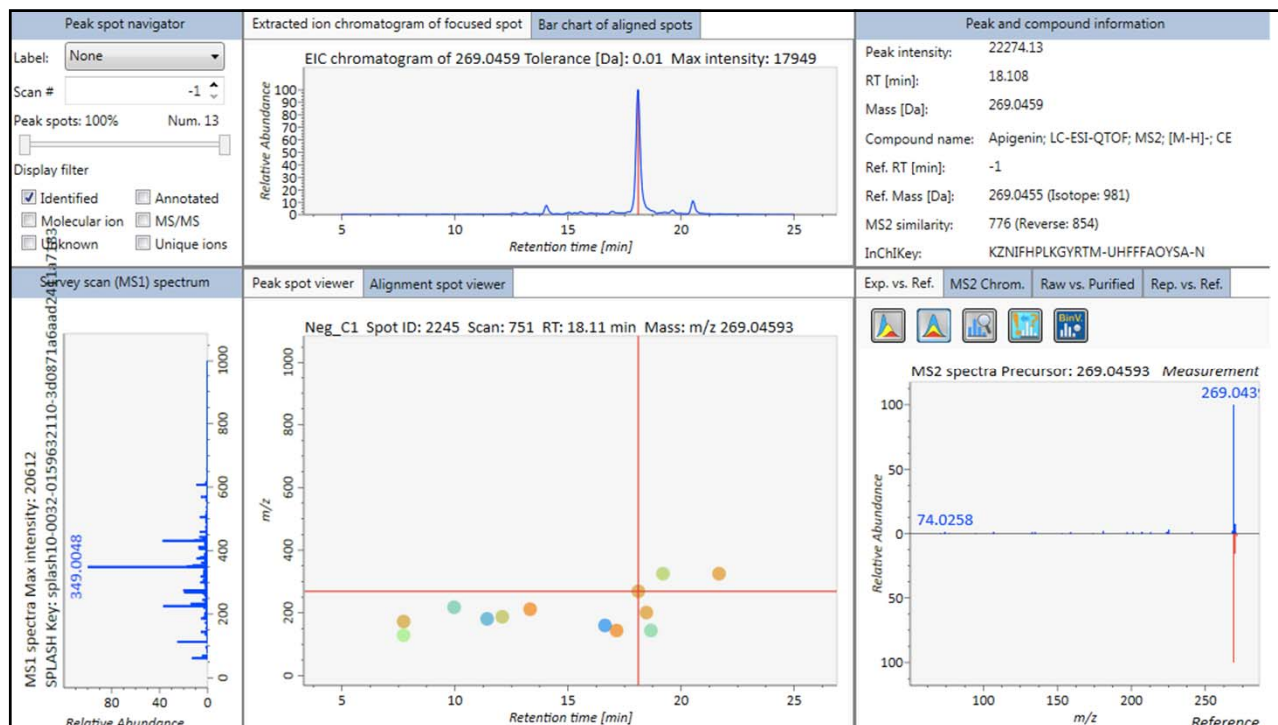 Peak spot navigator
Label: None
Scan # -1
Peak spots: 100% Num. 13
Display filter
Identified Annotated
Molecular ion MS/MS
Unknown Unique ions
Extracted ion chromatogram of focused spot Bar chart of aligned spots
EIC chromatogram of 269.0459 Tolerance [Da]: 0.01 Max intensity: 17949
Relative Abundance
100
90
80
70
60
50
40
30
20
10
0
5 10 15 20 25
Retention time [min]
Peak and compound information
Peak intensity: 22274.13
RT [min]: 18.108
Mass [Da]: 269.0459
Compound name: Apigenin; LC-ESI-QTOF; MS2; [M-H]-; CE
Ref. RT [min]: -1
Ref. Mass [Da]: 269.0455 (Isotope: 981)
MS2 similarity: 776 (Reverse: 854)
InChIKey: KZNIFHPLKGYRTM-UHFFFAOYSA-N
Survey scan (MS1) spectrum
MS1 spectra Max intensity: 20612
349.0048
1000
800
600
400
200
0
80 40 0
Relative Abundance
Peak spot viewer Alignment spot viewer
Neg_C1 Spot ID: 2245 Scan: 751 RT: 18.11 min Mass: m/z 269.04593
m/z
1000
800
600
400
200
0
5 10 15 20 25
Retention time [min]
Exp. vs. Ref. MS2 Chrom. Raw vs. Purified Rep. vs. Ref.
BinV.
MS2 spectra Precursor: 269.04593 Measurement
269.0439
74.0258
Relative Abundance
100
50
0
50
100
100 150 200 250
m/z
Reference